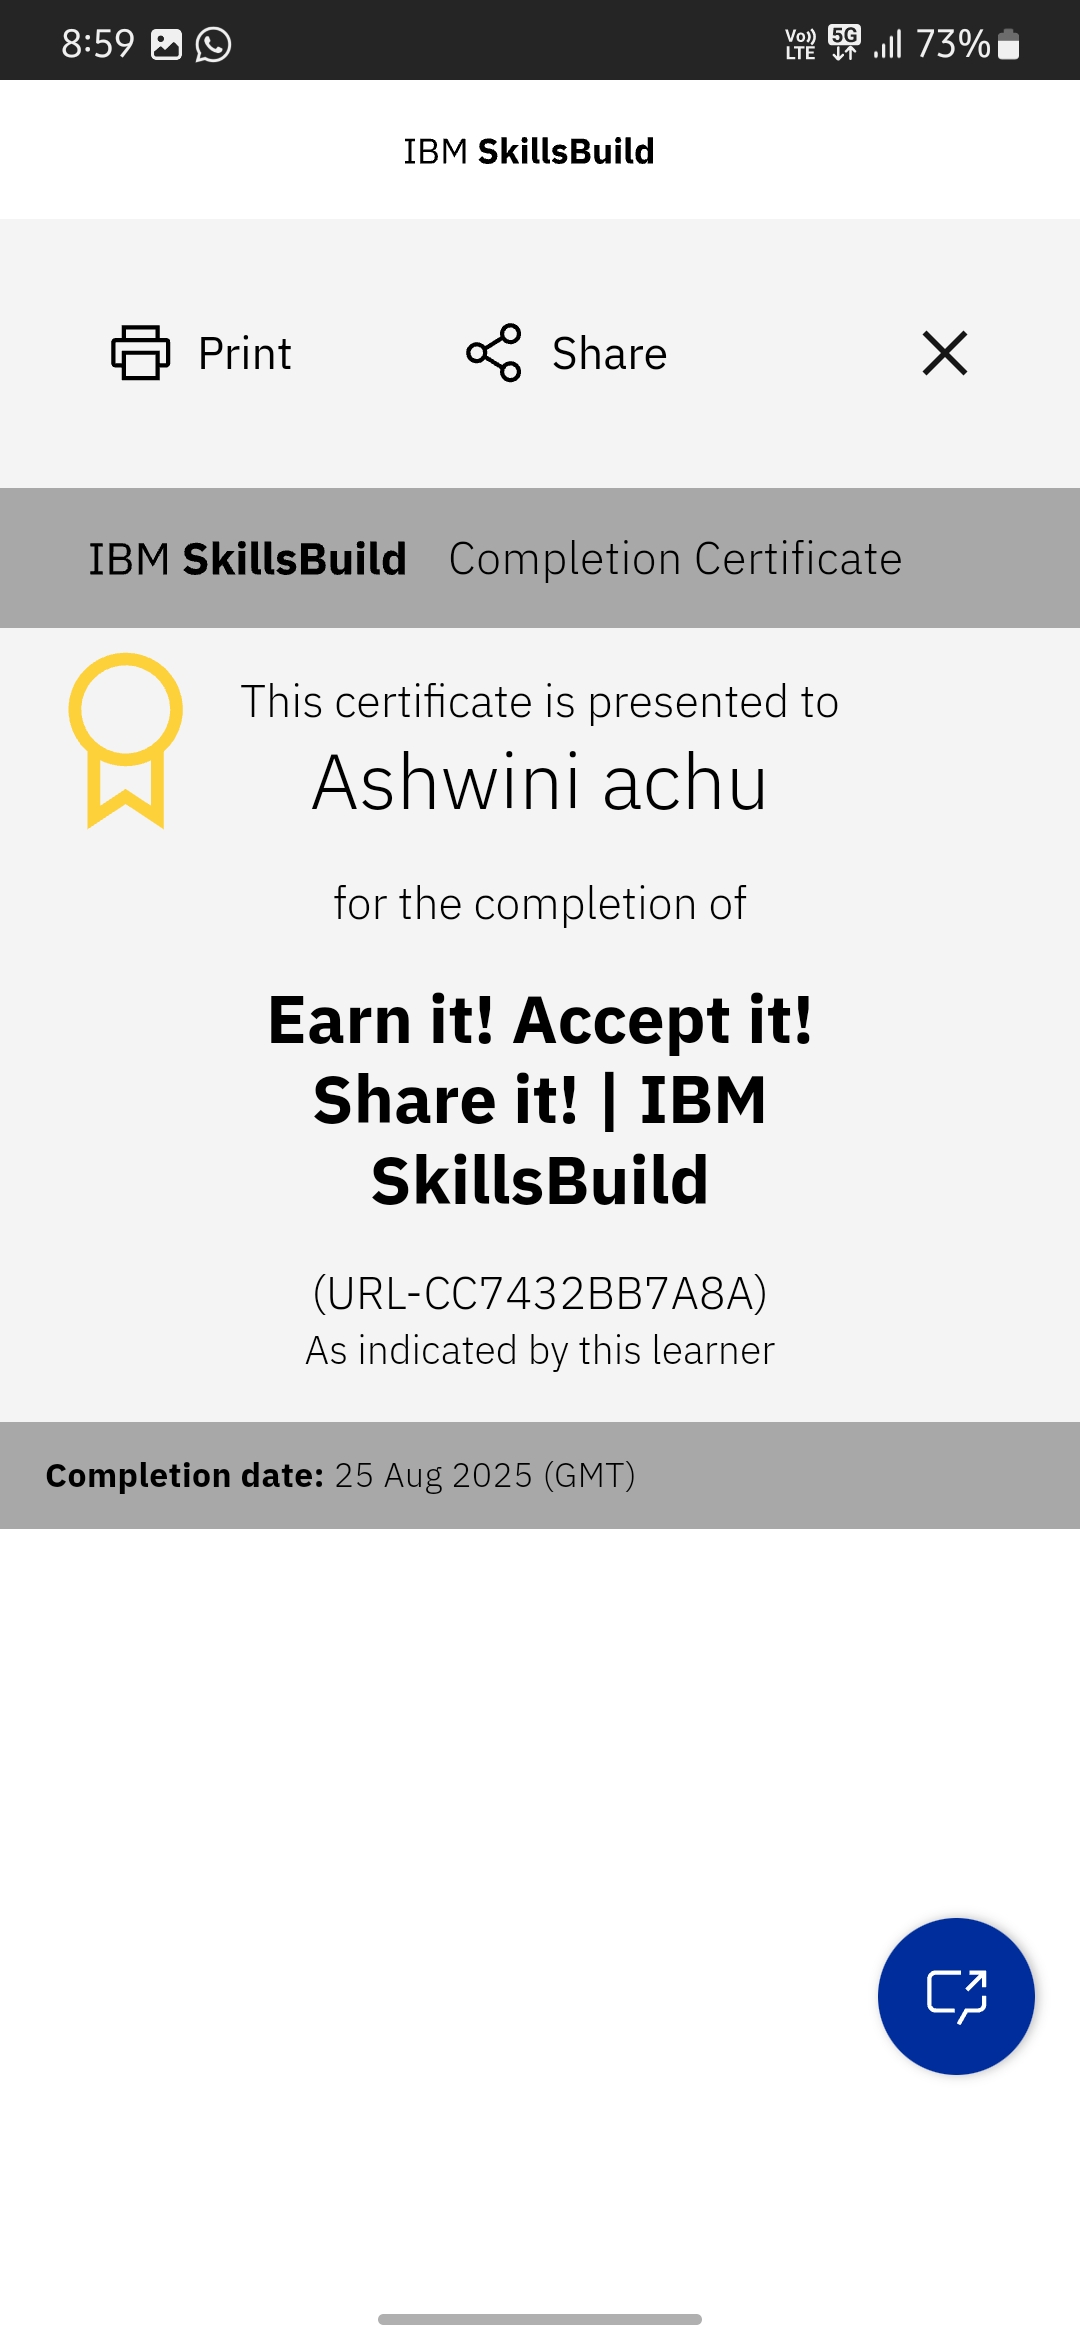 8:59 Vo)) LTE 5G 73%
IBM SkillsBuild
Print Share
IBM SkillsBuild Completion Certificate
This certificate is presented to
Ashwini achu
for the completion of
Earn it! Accept it!
Share it! | IBM
SkillsBuild
(URL-CC7432BB7A8A)
As indicated by this learner
Completion date: 25 Aug 2025 (GMT)